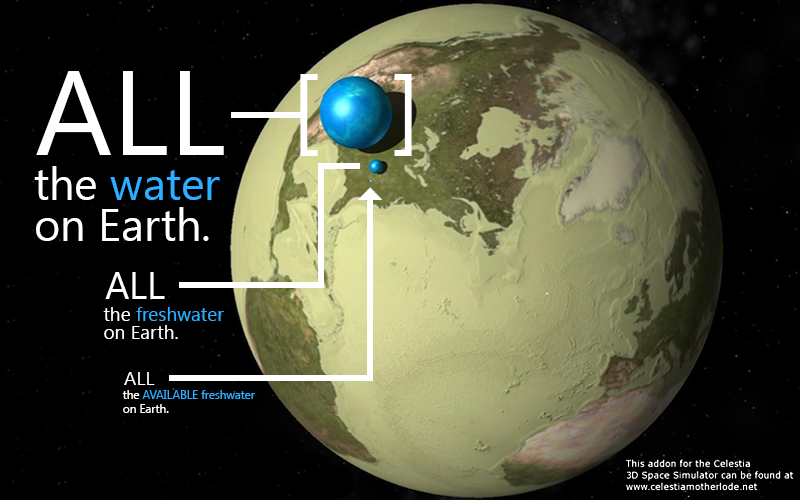 ALL
the water
on Earth.
ALL
the freshwater
on Earth.
ALL
the AVAILABLE freshwater
on Earth.
This addon for the Celestia
3D Space Simulator can be found at
www.celestiamotherlode.net